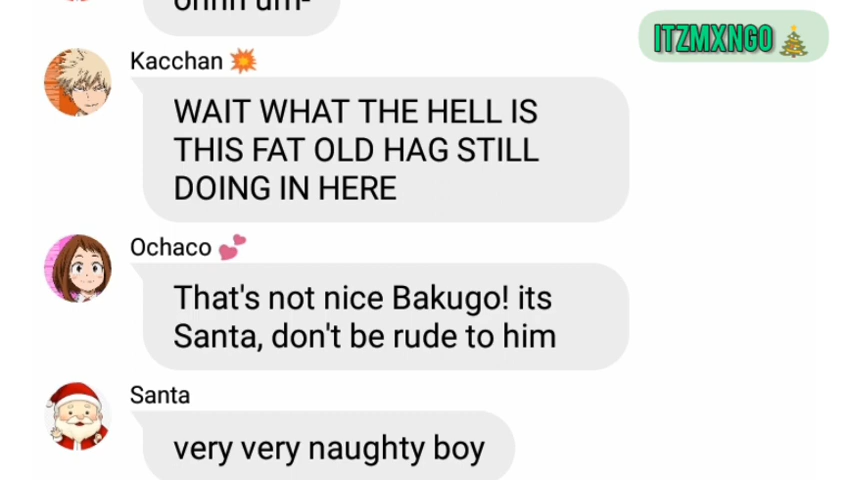 ohhh um-
ITZMXNGO
Kacchan 💥
WAIT WHAT THE HELL IS
THIS FAT OLD HAG STILL
DOING IN HERE
Ochaco 💕
That's not nice Bakugo! its
Santa, don't be rude to him
Santa
very very naughty boy